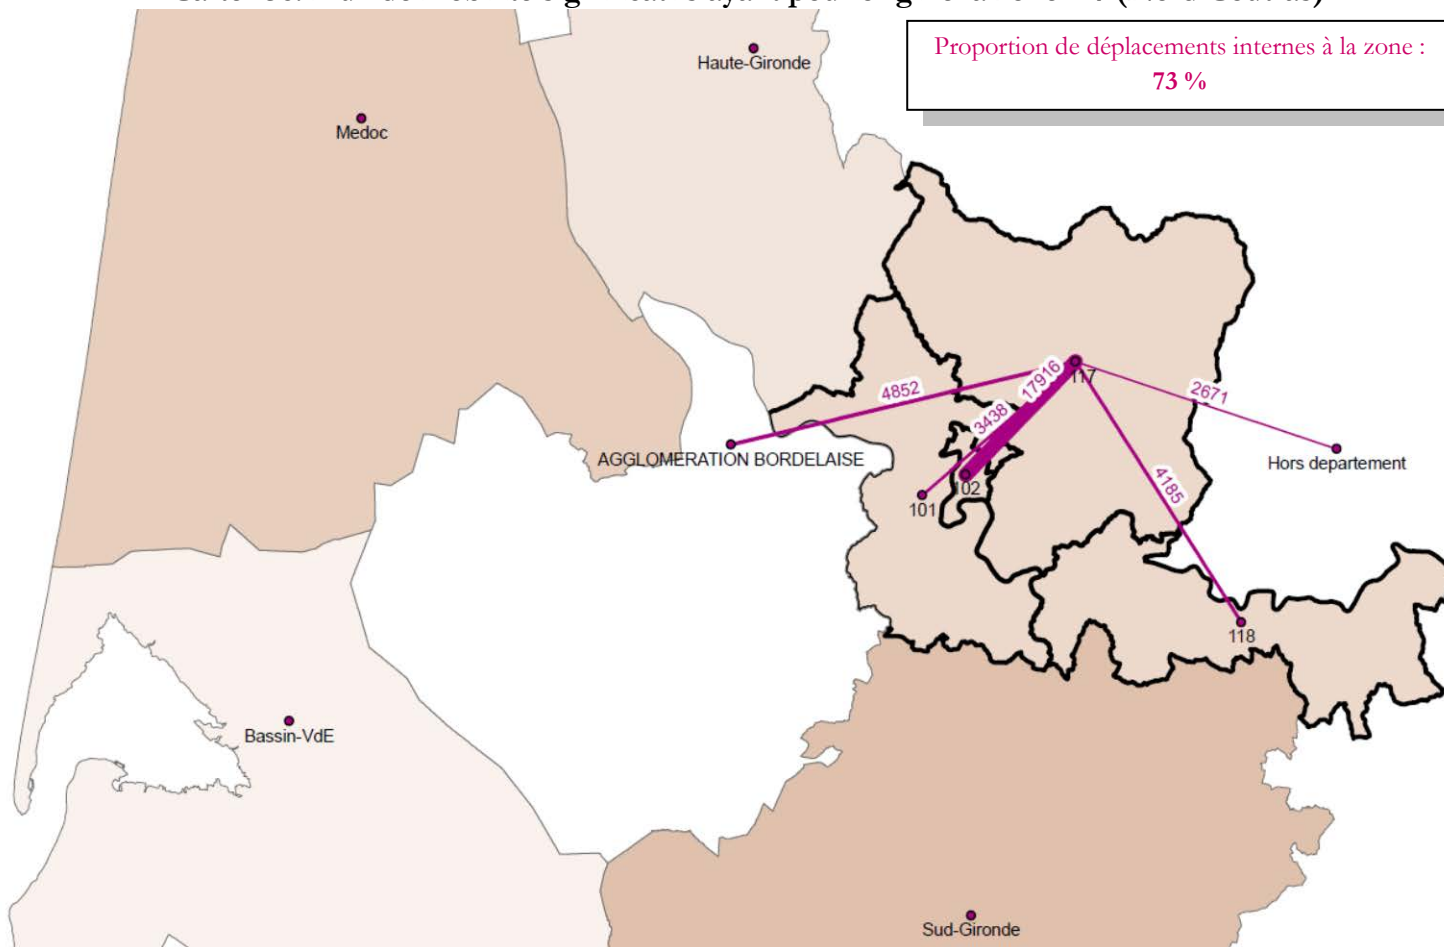 Proportion de déplacements internes à la zone :
73 %
Haute-Gironde
Medoc
17916
117
4852
2671
3438
AGGLOMERATION BORDELAISE
Hors departement
4185
102
101
118
Bassin-VdE
Sud-Gironde